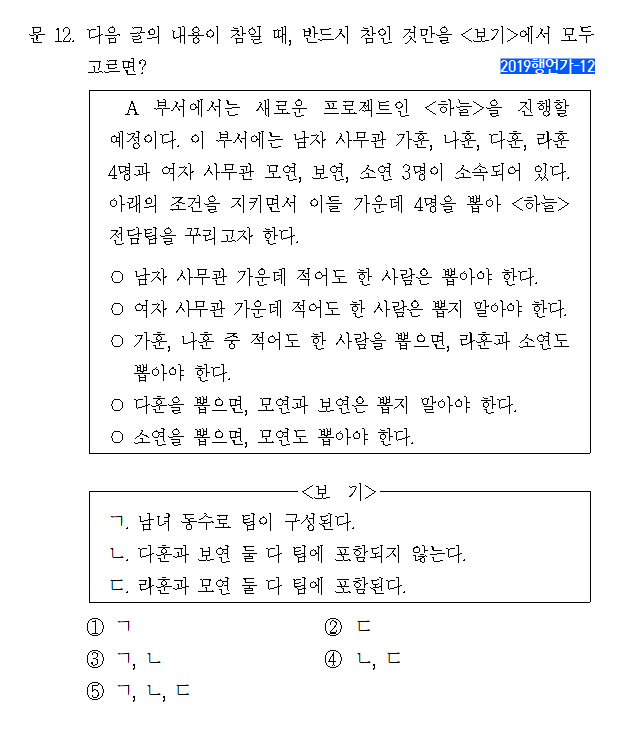 문 12. 다음 글의 내용이 참일 때, 반드시 참인 것만을 <보기>에서 모두
고르면?
2019행언가-12
A 부서에서는 새로운 프로젝트인 <하늘>을 진행할
예정이다. 이 부서에는 남자 사무관 가훈, 나훈, 다훈, 라훈
4명과 여자 사무관 모연, 보연, 소연 3명이 소속되어 있다.
아래의 조건을 지키면서 이들 가운데 4명을 뽑아 <하늘>
전담팀을 꾸리고자 한다.
○ 남자 사무관 가운데 적어도 한 사람은 뽑아야 한다.
○ 여자 사무관 가운데 적어도 한 사람은 뽑지 말아야 한다.
○ 가훈, 나훈 중 적어도 한 사람을 뽑으면, 라훈과 소연도
뽑아야 한다.
○ 다훈을 뽑으면, 모연과 보연은 뽑지 말아야 한다.
○ 소연을 뽑으면, 모연도 뽑아야 한다.
<보 기>
ㄱ. 남녀 동수로 팀이 구성된다.
ㄴ. 다훈과 보연 둘 다 팀에 포함되지 않는다.
ㄷ. 라훈과 모연 둘 다 팀에 포함된다.
① ㄱ ② ㄷ
③ ㄱ, ㄴ ④ ㄴ, ㄷ
⑤ ㄱ, ㄴ, ㄷ